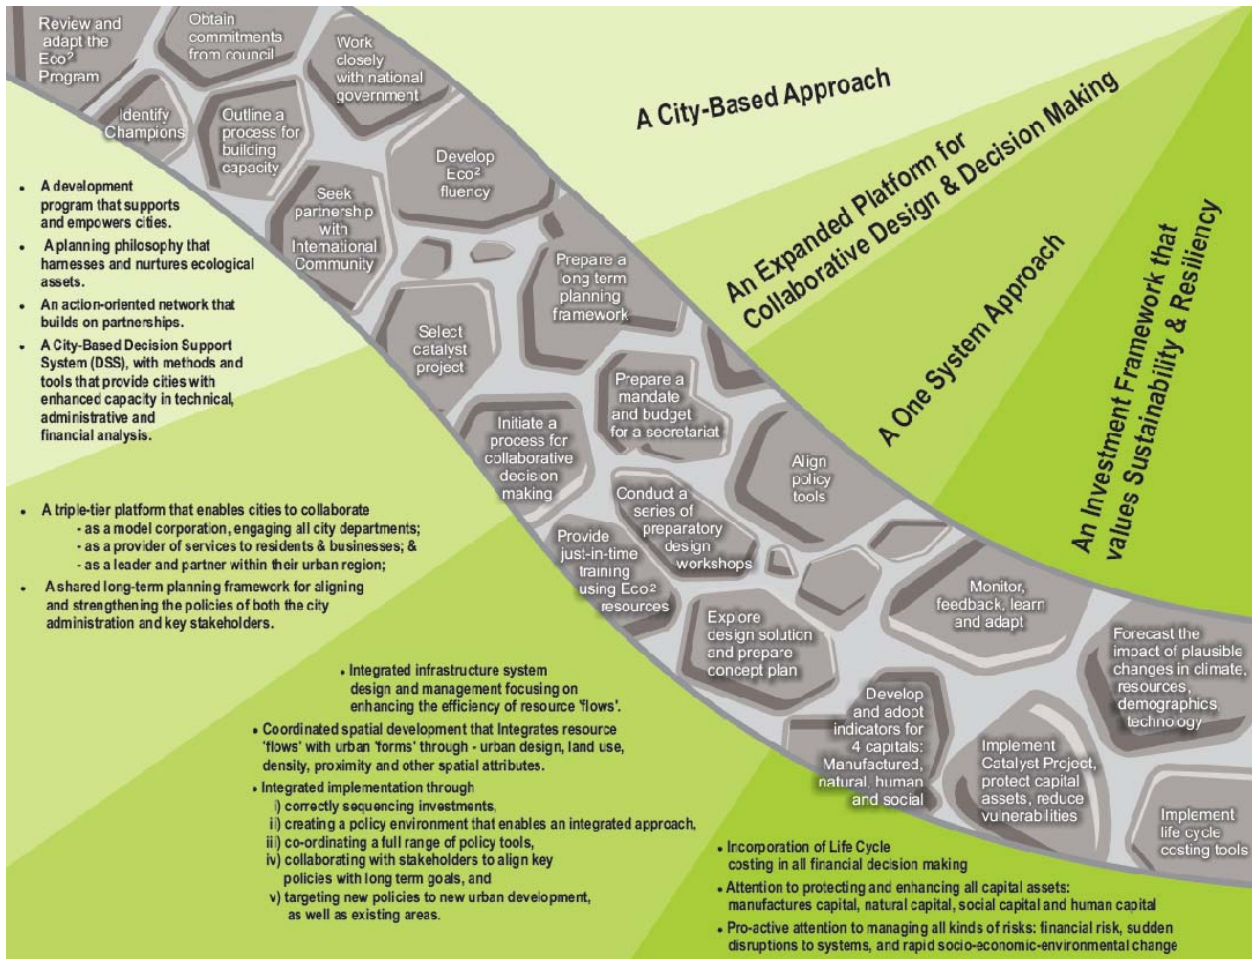 Review and
adapt the
Eco²
Program
Obtain
commitments
from council
Work
closely
with national
government
Identify
Champions
Outline a
process for
building
capacity
Develop
Eco²
fluency
Seek
partnership
with
International
Community
Prepare a
long term
planning
framework
Select
catalyst
project
Prepare a
mandate
and budget
for a secretariat
Initiate a
process for
collaborative
decision
making
Align
policy
tools
Conduct a
series of
preparatory
design
workshops
Provide
just-in-time
training
using Eco²
resources
Explore
design solution
and prepare
concept plan
Monitor,
feedback, learn
and adapt
Forecast the
impact of plausible
changes in climate,
resources,
demographics,
technology
Develop
and adopt
indicators for
4 capitals:
Manufactured,
natural, human
and social
Implement
Catalyst Project,
protect capital
assets, reduce
vulnerabilities
Implement
life cycle
costing tools
A City-Based Approach
An Expanded Platform for
Collaborative Design & Decision Making
A One System Approach
An Investment Framework that
values Sustainability & Resiliency
• A development
program that supports
and empowers cities.
• A planning philosophy that
harnesses and nurtures ecological
assets.
• An action-oriented network that
builds on partnerships.
• A City-Based Decision Support
System (DSS), with methods and
tools that provide cities with
enhanced capacity in technical,
administrative and
financial analysis.
• A triple-tier platform that enables cities to collaborate
- as a model corporation, engaging all city departments;
- as a provider of services to residents & businesses; &
- as a leader and partner within their urban region;
• A shared long-term planning framework for aligning
and strengthening the policies of both the city
administration and key stakeholders.
• Integrated infrastructure system
design and management focusing on
enhancing the efficiency of resource 'flows'.
• Coordinated spatial development that Integrates resource
'flows' with urban 'forms' through - urban design, land use,
density, proximity and other spatial attributes.
• Integrated implementation through
i) correctly sequencing investments,
ii) creating a policy environment that enables an integrated approach,
iii) co-ordinating a full range of policy tools,
iv) collaborating with stakeholders to align key
policies with long term goals, and
v) targeting new policies to new urban development,
as well as existing areas.
• Incorporation of Life Cycle
costing in all financial decision making
• Attention to protecting and enhancing all capital assets:
manufactures capital, natural capital, social capital and human capital
• Pro-active attention to managing all kinds of risks: financial risk, sudden
disruptions to systems, and rapid socio-economic-environmental change